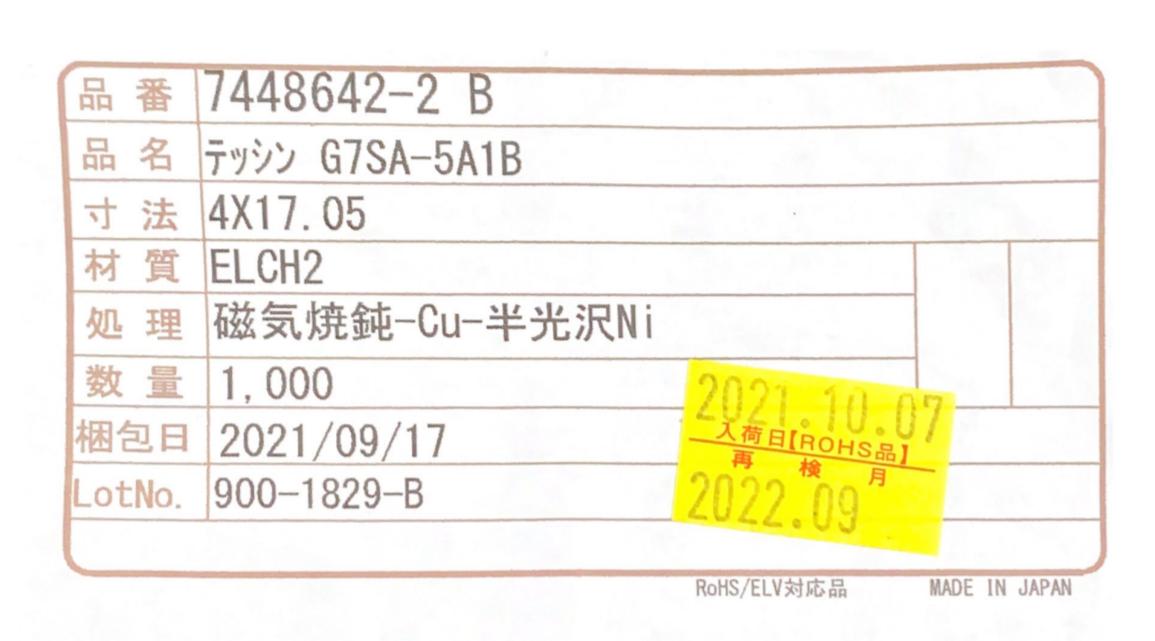 品番 7448642-2 B
品名 テッシン G7SA-5A1B
寸法 4X17.05
材質 ELCH2
処理 磁気焼鈍-Cu-半光沢Ni
数量 1,000
梱包日 2021/09/17
LotNo. 900-1829-B
2021.10.07
入荷日【ROHS品】
再検月
2022.09
RoHS/ELV対応品 MADE IN JAPAN